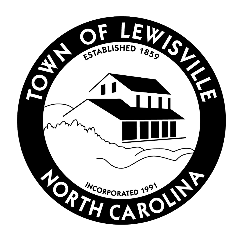 TOWN OF LEWISVILLE
ESTABLISHED 1859
INCORPORATED 1991
NORTH CAROLINA